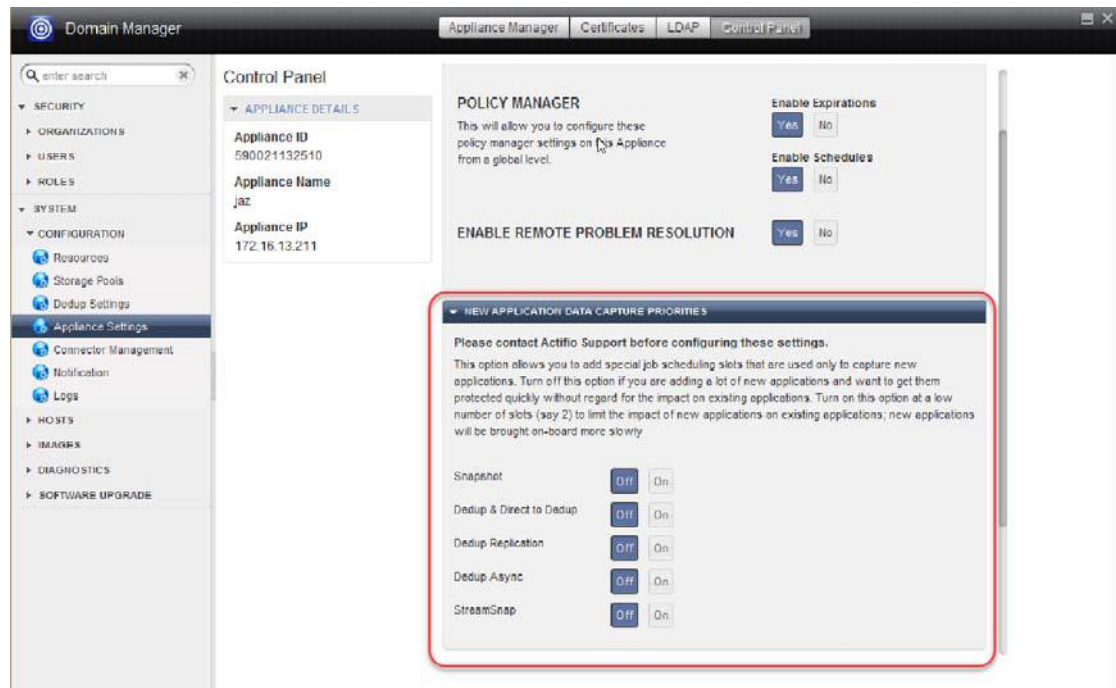 Domain Manager
Appliance Manager
Certificates
LDAP
Control Panel
enter search
SECURITY
ORGANIZATIONS
USERS
ROLES
SYSTEM
CONFIGURATION
Resources
Storage Pools
Dedup Settings
Appliance Settings
Connector Management
Notification
Logs
HOSTS
IMAGES
DIAGNOSTICS
SOFTWARE UPGRADE
Control Panel
APPLIANCE DETAILS
Appliance ID
590021132510
Appliance Name
jaz
Appliance IP
172.16.13.211
POLICY MANAGER
This will allow you to configure these
policy manager settings on this Appliance
from a global level.
Enable Expirations
Yes No
Enable Schedules
Yes No
ENABLE REMOTE PROBLEM RESOLUTION
Yes No
NEW APPLICATION DATA CAPTURE PRIORITIES
Please contact Actifio Support before configuring these settings.
This option allows you to add special job scheduling slots that are used only to capture new
applications. Turn off this option if you are adding a lot of new applications and want to get them
protected quickly without regard for the impact on existing applications. Turn on this option at a low
number of slots (say 2) to limit the impact of new applications on existing applications; new applications
will be brought on-board more slowly
Snapshot Off On
Dedup & Direct to Dedup Off On
Dedup Replication Off On
Dedup Async Off On
StreamSnap Off On